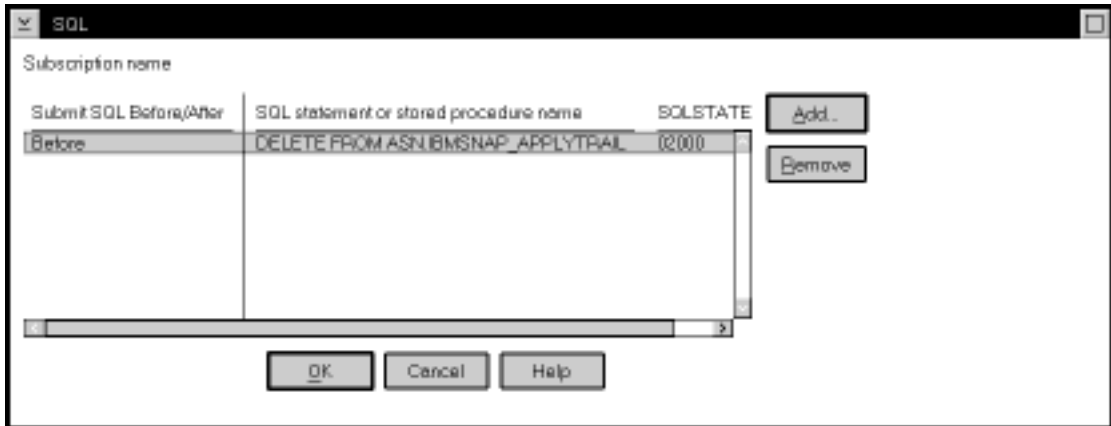 SQL
Subscription name
Submit SQL Before/After SQL statement or stored procedure name SQLSTATE Add...
Before DELETE FROM ASN.IBMSNAP_APPLYTRAIL 02000
Remove
OK Cancel Help